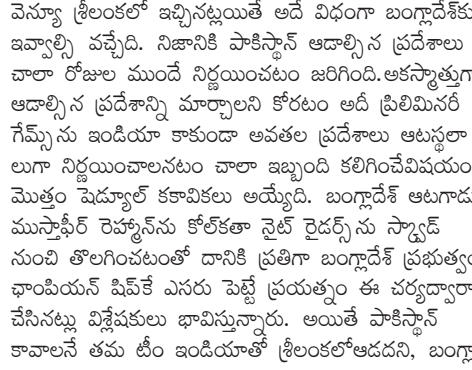 వెన్యూ శ్రీలంకలో ఇచ్చినట్లయితే అదే విధంగా బంగ్లాదేశ్‌కు
ఇవ్వాల్సి వచ్చేది. నిజానికి పాకిస్థాన్ ఆడాల్సిన ప్రదేశాలు
చాలా రోజుల ముందే నిర్ణయించటం జరిగింది.అకస్మాత్తుగా
ఆడాల్సిన ప్రదేశాన్ని మార్చాలని కోరటం అదీ ప్రిలిమినరీ
గేమ్స్‌ను ఇండియా కాకుండా అవతల ప్రదేశాలు ఆటస్థలా
లుగా నిర్ణయించాలనటం చాలా ఇబ్బంది కలిగించేవిషయం
మొత్తం షెడ్యూల్ కకావికలు అయ్యేది. బంగ్లాదేశ్ ఆటగాడు
ముస్తాఫీర్ రెహ్మాన్‌ను కోల్‌కతా నైట్ రైడర్స్‌ను స్క్వాడ్
నుంచి తొలగించటంతో దానికి ప్రతిగా బంగ్లాదేశ్ ప్రభుత్వం
ఛాంపియన్ షిప్‌కే ఎసరు పెట్టే ప్రయత్నం ఈ చర్యద్వారా
చేసినట్లు విశ్లేషకులు భావిస్తున్నారు. అయితే పాకిస్థాన్
కావాలనే తమ టీం ఇండియాతో శ్రీలంకలోఆడదని, బంగ్లా